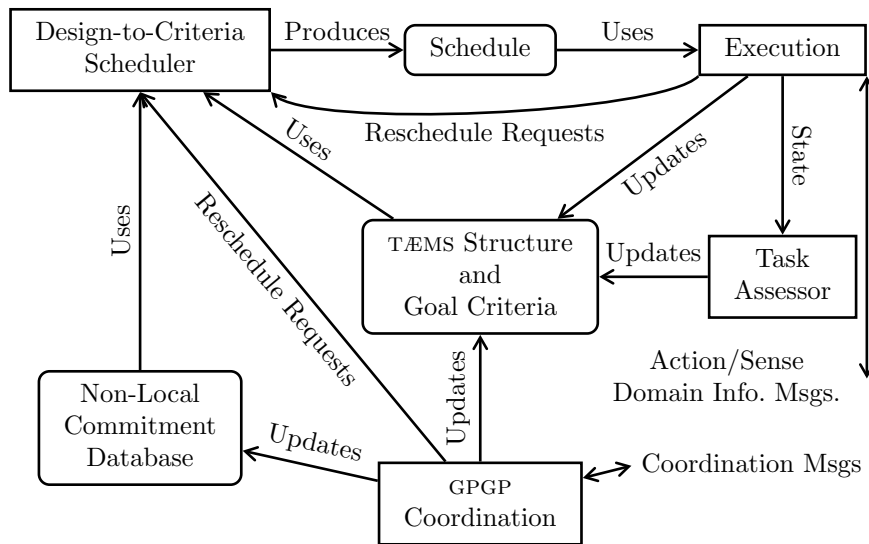 Design-to-Criteria
Scheduler
Produces
Schedule
Uses
Execution
Reschedule Requests
Uses
Updates
State
Uses
Reschedule Requests
TÆMS Structure
and
Goal Criteria
Updates
Task
Assessor
Action/Sense
Domain Info. Msgs.
Updates
Non-Local
Commitment
Database
Updates
GPGP
Coordination
Coordination Msgs